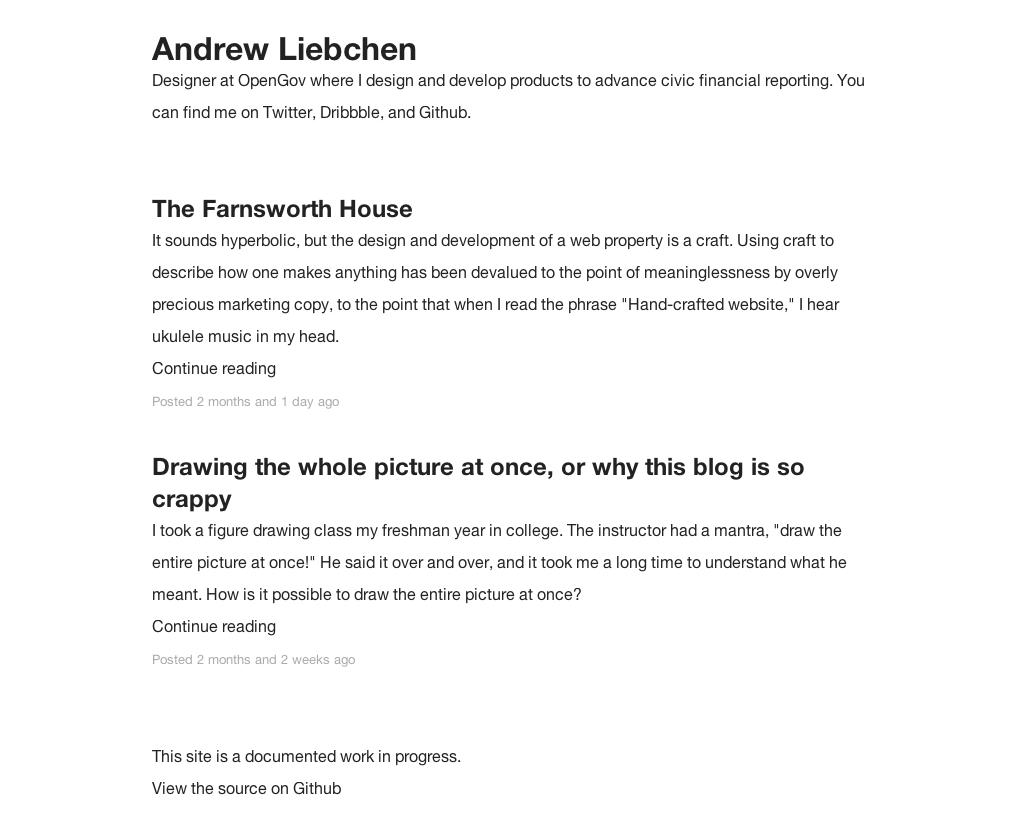 Andrew Liebchen
Designer at OpenGov where I design and develop products to advance civic financial reporting. You
can find me on Twitter, Dribbble, and Github.
The Farnsworth House
It sounds hyperbolic, but the design and development of a web property is a craft. Using craft to
describe how one makes anything has been devalued to the point of meaninglessness by overly
precious marketing copy, to the point that when I read the phrase "Hand-crafted website," I hear
ukulele music in my head.
Continue reading
Posted 2 months and 1 day ago
Drawing the whole picture at once, or why this blog is so
crappy
I took a figure drawing class my freshman year in college. The instructor had a mantra, "draw the
entire picture at once!" He said it over and over, and it took me a long time to understand what he
meant. How is it possible to draw the entire picture at once?
Continue reading
Posted 2 months and 2 weeks ago
This site is a documented work in progress.
View the source on Github